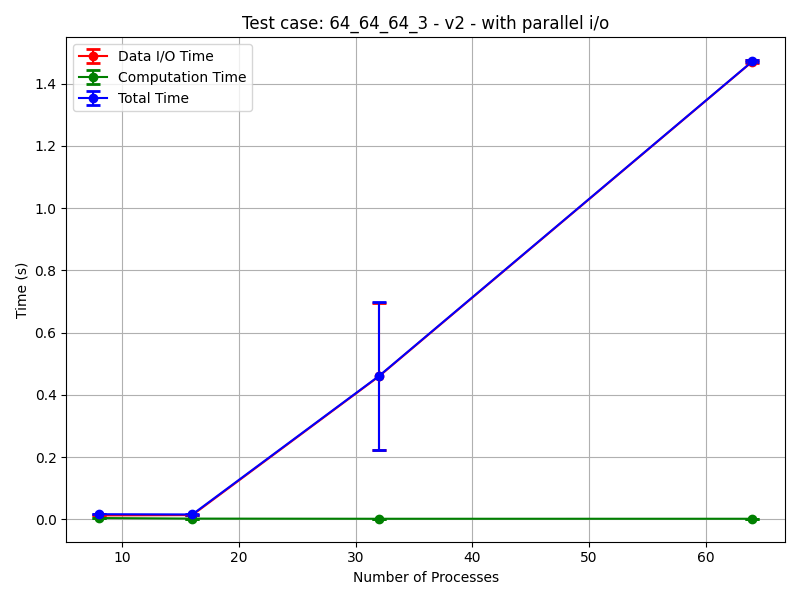 Test case: 64_64_64_3 - v2 - with parallel i/o
Data I/O Time
Computation Time
Total Time
Time (s)
1.4
1.2
1.0
0.8
0.6
0.4
0.2
0.0
10
20
30
40
50
60
Number of Processes